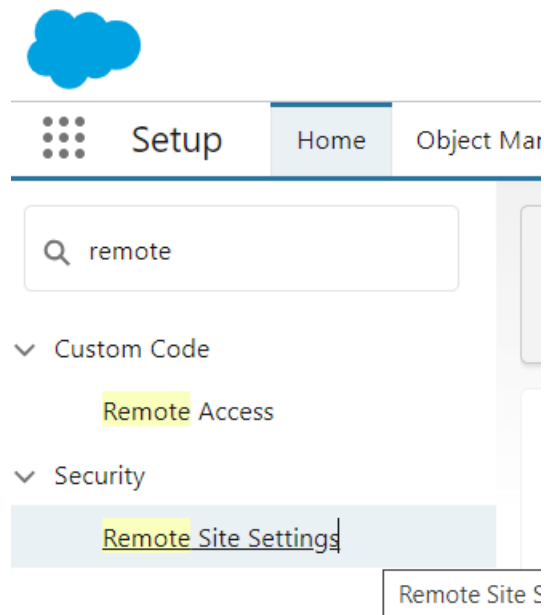 Setup Home Object Mar
remote
Custom Code
Remote Access
Security
Remote Site Settings
Remote Site S